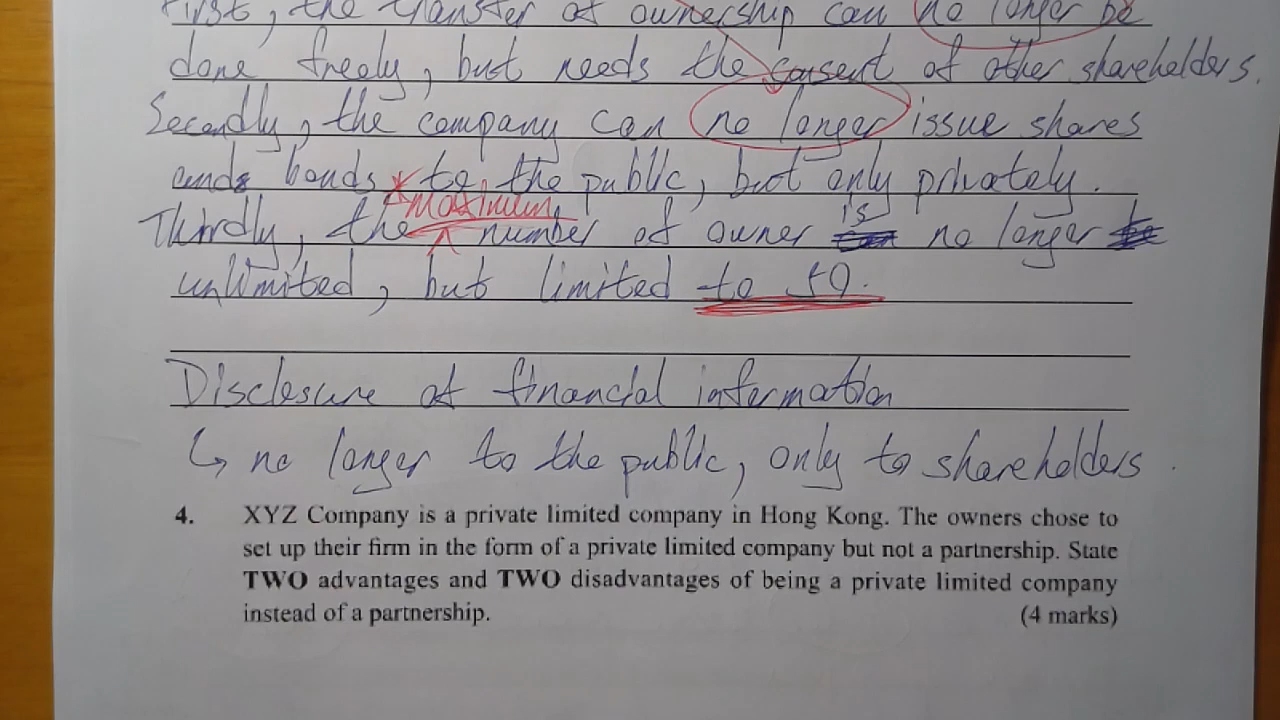 First, the transfer of ownership can no longer be
done freely, but needs the consent of other shareholders.
Secondly, the company can no longer issue shares
and bonds to the public, but only privately.
maximum
Thirdly, the number of owner is no longer
unlimited, but limited to 50.
Disclosure of financial information
↳ no longer to the public, only to shareholders.
4. XYZ Company is a private limited company in Hong Kong. The owners chose to
set up their firm in the form of a private limited company but not a partnership. State
TWO advantages and TWO disadvantages of being a private limited company
instead of a partnership. (4 marks)